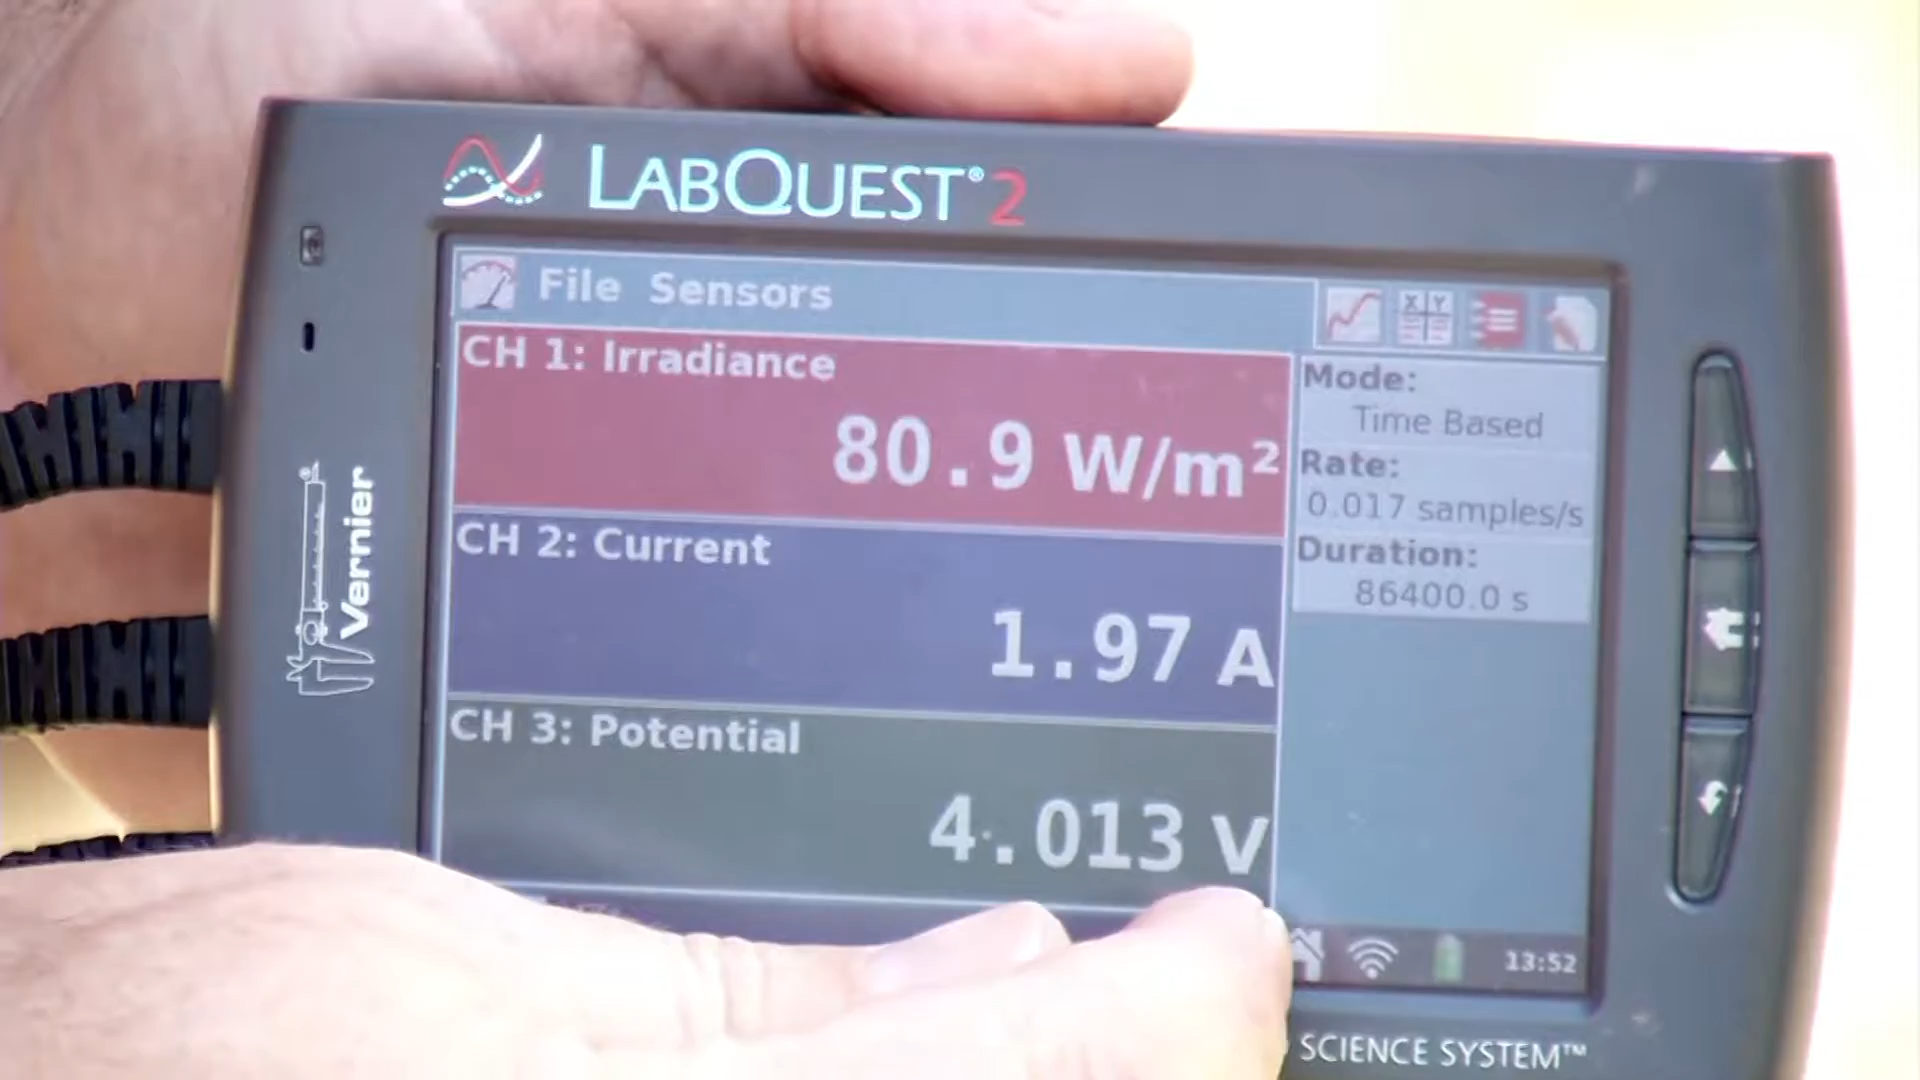 LABQUEST® 2
File Sensors
X Y
CH 1: Irradiance
80.9 W/m²
CH 2: Current
1.97 A
CH 3: Potential
4.013 V
Mode:
Time Based
Rate:
0.017 samples/s
Duration:
86400.0 s
13:52
Vernier
SCIENCE SYSTEM™